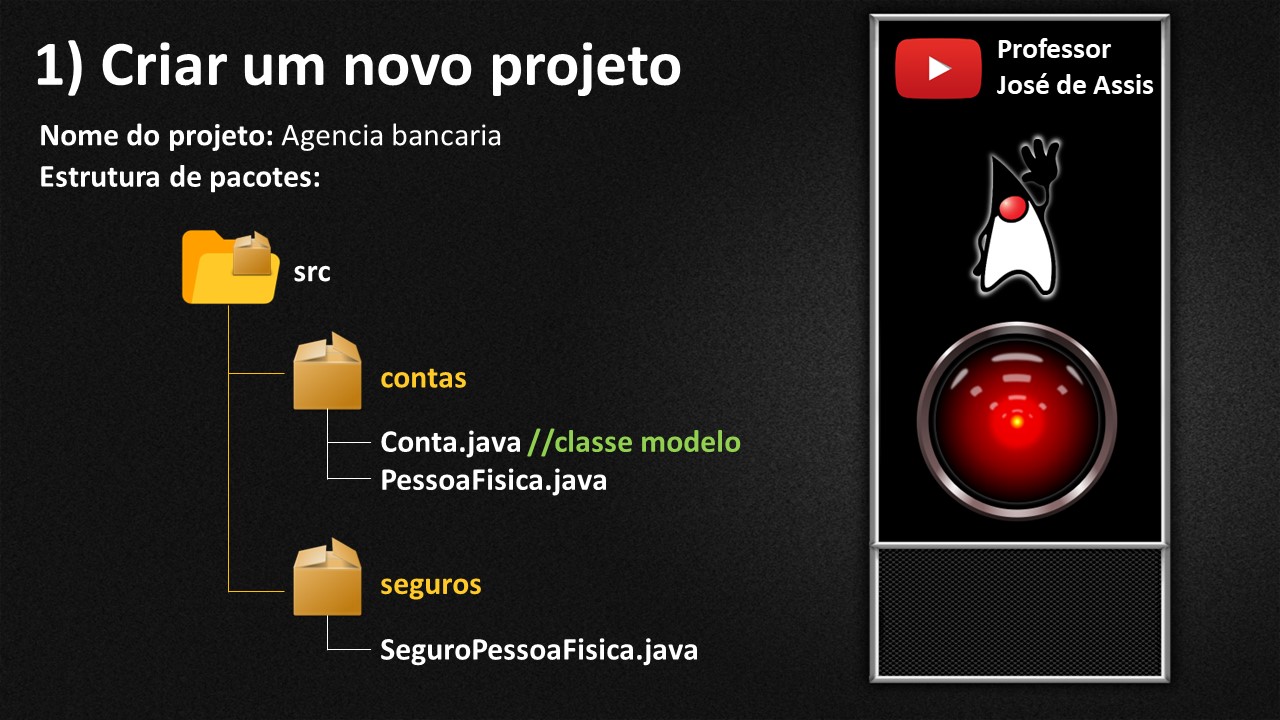 1) Criar um novo projeto
Nome do projeto: Agencia bancaria
Estrutura de pacotes:
src
contas
Conta.java //classe modelo
PessoaFisica.java
seguros
SeguroPessoaFisica.java
Professor
José de Assis